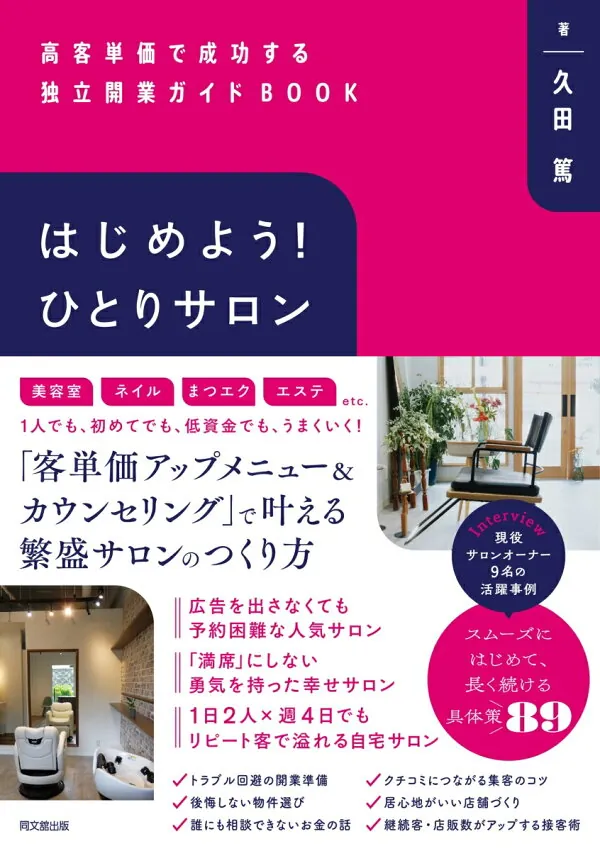 高客単価で成功する
独立開業ガイドBOOK
著
久田 篤
はじめよう!
ひとりサロン
美容室 ネイル まつエク エステ etc.
1人でも、初めてでも、低資金でも、うまくいく!
「客単価アップメニュー&
カウンセリング」で叶える
繁盛サロンのつくり方
Interview
現役
サロンオーナー
9名の
活躍事例
広告を出さなくても
予約困難な人気サロン
「満席」にしない
勇気を持った幸せサロン
1日2人×週4日でも
リピート客で溢れる自宅サロン
スムーズに
はじめて、
長く続ける
具体策89
トラブル回避の開業準備
後悔しない物件選び
誰にも相談できないお金の話
クチコミにつながる集客のコツ
居心地がいい店舗づくり
継続客・店販数がアップする接客術
同文舘出版